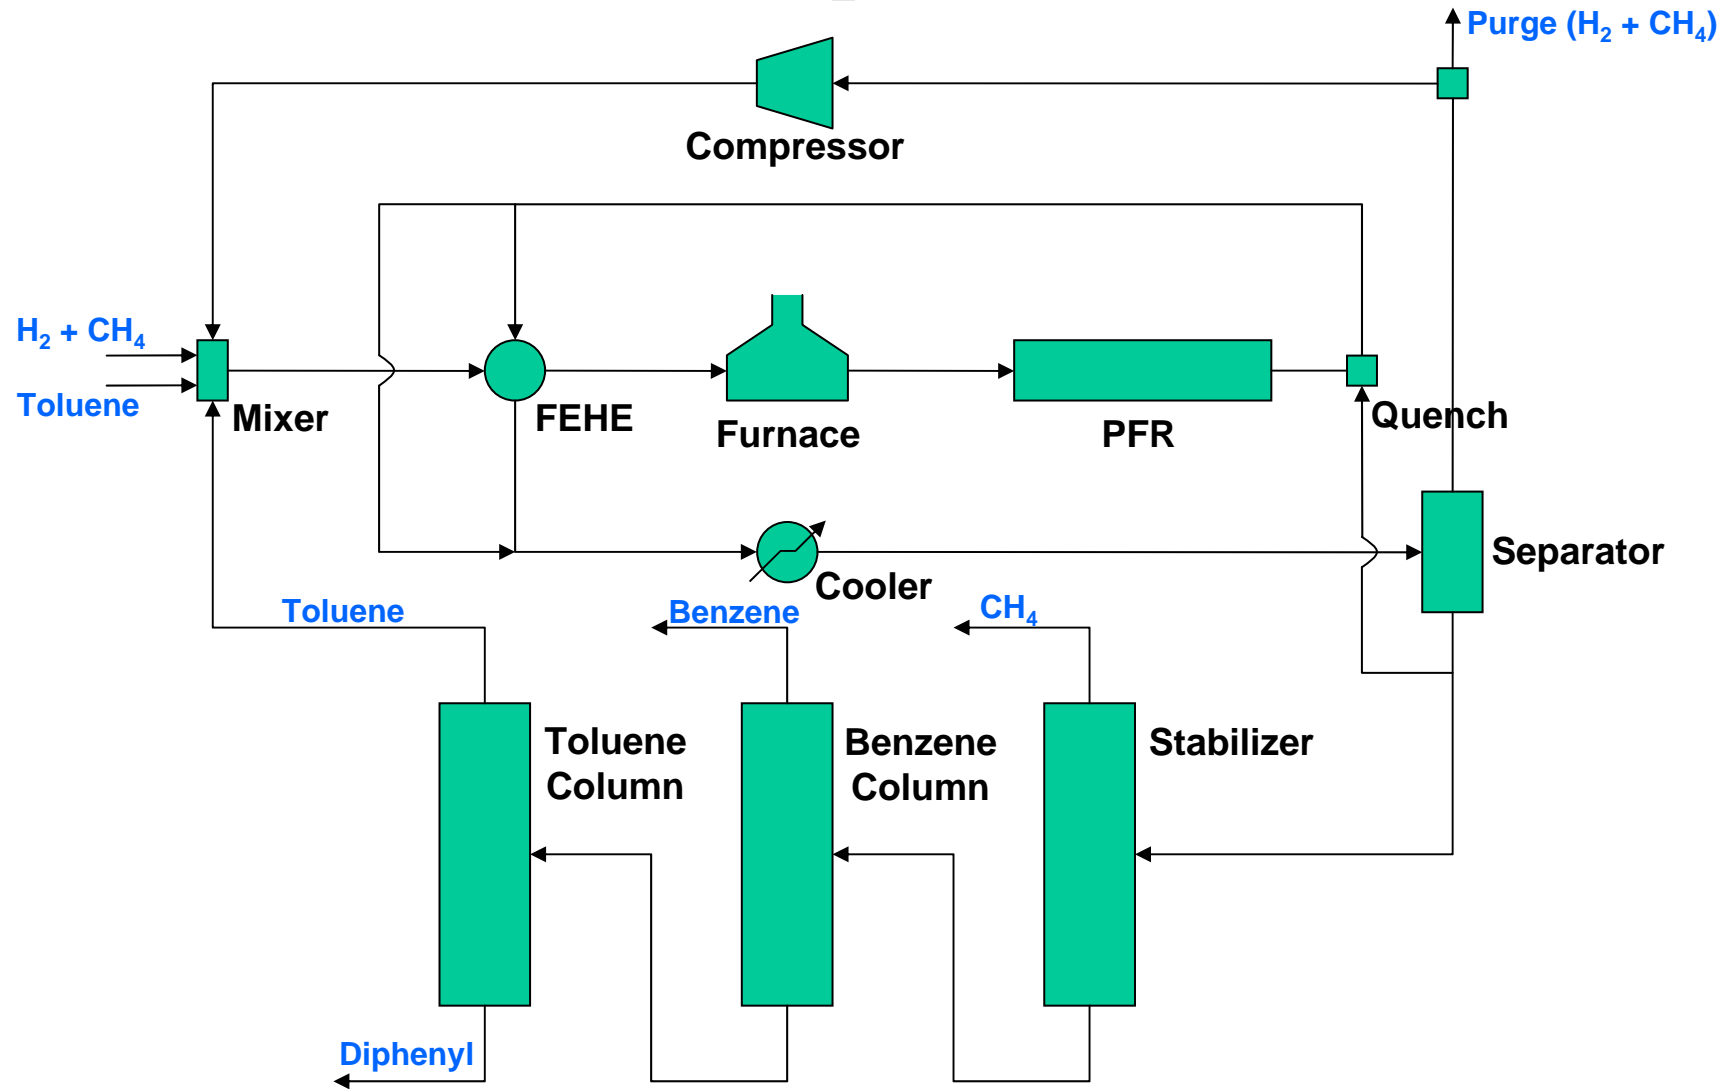 Purge (H₂ + CH₄)
Compressor
H₂ + CH₄
Toluene
Mixer
FEHE
Furnace
PFR
Quench
Separator
Cooler
Toluene
Benzene
CH₄
Toluene
Column
Benzene
Column
Stabilizer
Diphenyl